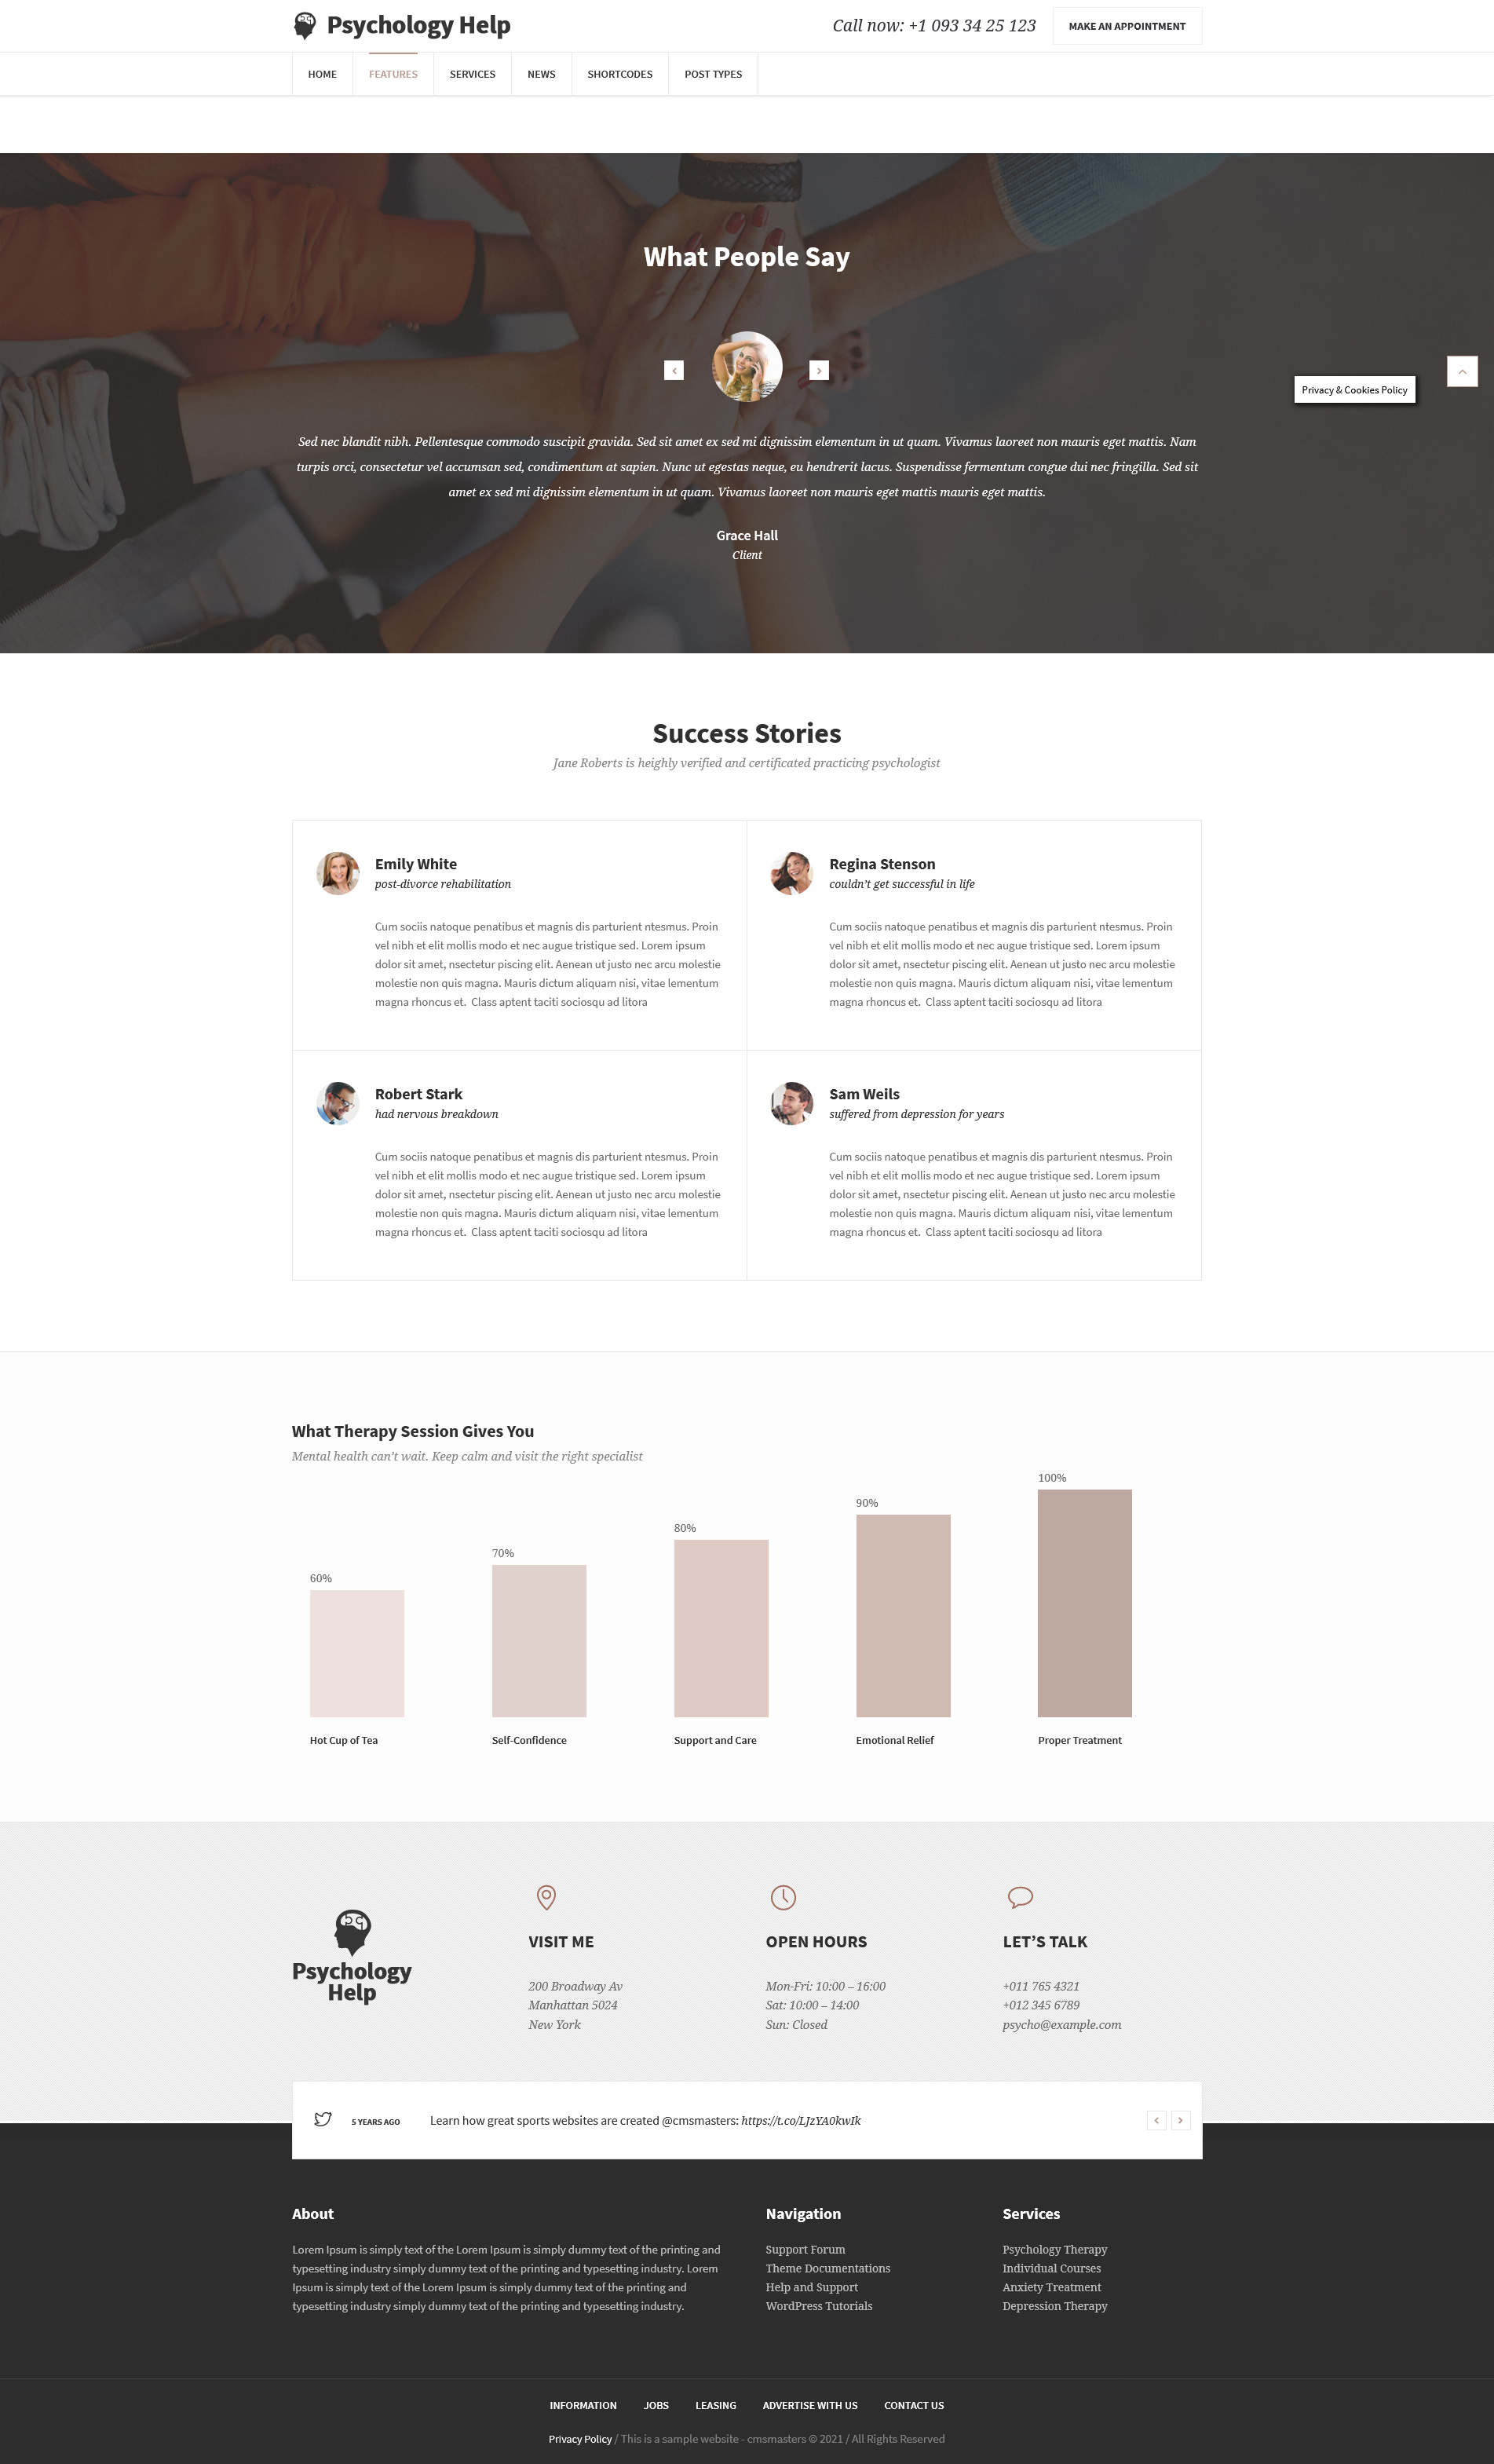 Psychology Help
Call now: +1 093 34 25 123
MAKE AN APPOINTMENT
HOME
FEATURES
SERVICES
NEWS
SHORTCODES
POST TYPES
What People Say
Privacy & Cookies Policy
Sed nec blandit nibh. Pellentesque commodo suscipit gravida. Sed sit amet ex sed mi dignissim elementum in ut quam. Vivamus laoreet non mauris eget mattis. Nam
turpis orci, consectetur vel accumsan sed, condimentum at sapien. Nunc ut egestas neque, eu hendrerit lacus. Suspendisse fermentum congue dui nec fringilla. Sed sit
amet ex sed mi dignissim elementum in ut quam. Vivamus laoreet non mauris eget mattis mauris eget mattis.
Grace Hall
Client
Success Stories
Jane Roberts is heighly verified and certificated practicing psychologist
Emily White
post-divorce rehabilitation
Cum sociis natoque penatibus et magnis dis parturient ntesmus. Proin
vel nibh et elit mollis modo et nec augue tristique sed. Lorem ipsum
dolor sit amet, nsectetur piscing elit. Aenean ut justo nec arcu molestie
molestie non quis magna. Mauris dictum aliquam nisi, vitae lementum
magna rhoncus et.  Class aptent taciti sociosqu ad litora
Regina Stenson
couldn’t get successful in life
Cum sociis natoque penatibus et magnis dis parturient ntesmus. Proin
vel nibh et elit mollis modo et nec augue tristique sed. Lorem ipsum
dolor sit amet, nsectetur piscing elit. Aenean ut justo nec arcu molestie
molestie non quis magna. Mauris dictum aliquam nisi, vitae lementum
magna rhoncus et.  Class aptent taciti sociosqu ad litora
Robert Stark
had nervous breakdown
Cum sociis natoque penatibus et magnis dis parturient ntesmus. Proin
vel nibh et elit mollis modo et nec augue tristique sed. Lorem ipsum
dolor sit amet, nsectetur piscing elit. Aenean ut justo nec arcu molestie
molestie non quis magna. Mauris dictum aliquam nisi, vitae lementum
magna rhoncus et.  Class aptent taciti sociosqu ad litora
Sam Weils
suffered from depression for years
Cum sociis natoque penatibus et magnis dis parturient ntesmus. Proin
vel nibh et elit mollis modo et nec augue tristique sed. Lorem ipsum
dolor sit amet, nsectetur piscing elit. Aenean ut justo nec arcu molestie
molestie non quis magna. Mauris dictum aliquam nisi, vitae lementum
magna rhoncus et.  Class aptent taciti sociosqu ad litora
What Therapy Session Gives You
Mental health can’t wait. Keep calm and visit the right specialist
60%
70%
80%
90%
100%
Hot Cup of Tea
Self-Confidence
Support and Care
Emotional Relief
Proper Treatment
Psychology
Help
VISIT ME
200 Broadway Av
Manhattan 5024
New York
OPEN HOURS
Mon-Fri: 10:00 – 16:00
Sat: 10:00 – 14:00
Sun: Closed
LET’S TALK
+011 765 4321
+012 345 6789
psycho@example.com
5 YEARS AGO
Learn how great sports websites are created @cmsmasters: https://t.co/LJzYA0kwIk
About
Lorem Ipsum is simply text of the Lorem Ipsum is simply dummy text of the printing and
typesetting industry simply dummy text of the printing and typesetting industry. Lorem
Ipsum is simply text of the Lorem Ipsum is simply dummy text of the printing and
typesetting industry simply dummy text of the printing and typesetting industry.
Navigation
Support Forum
Theme Documentations
Help and Support
WordPress Tutorials
Services
Psychology Therapy
Individual Courses
Anxiety Treatment
Depression Therapy
INFORMATION
JOBS
LEASING
ADVERTISE WITH US
CONTACT US
Privacy Policy / This is a sample website - cmsmasters © 2021 / All Rights Reserved